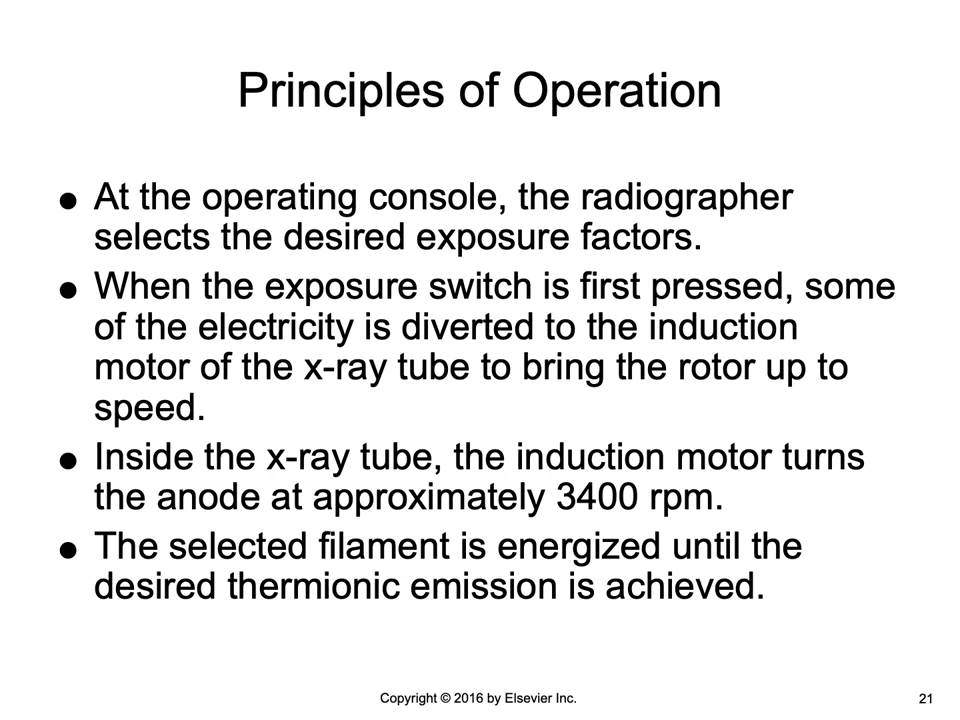 Principles of Operation
● At the operating console, the radiographer
selects the desired exposure factors.
● When the exposure switch is first pressed, some
of the electricity is diverted to the induction
motor of the x-ray tube to bring the rotor up to
speed.
● Inside the x-ray tube, the induction motor turns
the anode at approximately 3400 rpm.
● The selected filament is energized until the
desired thermionic emission is achieved.
Copyright © 2016 by Elsevier Inc.
21